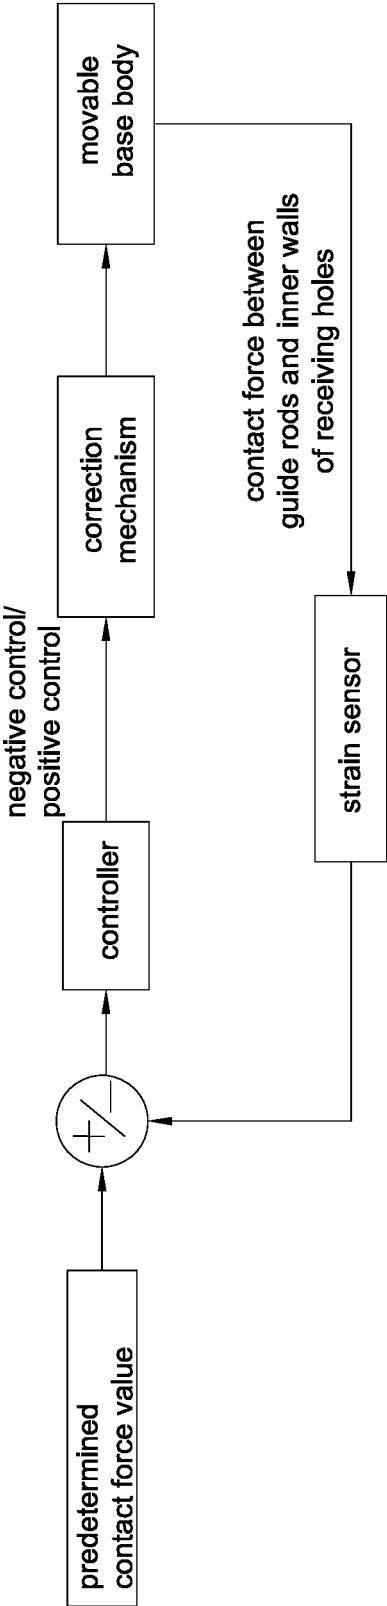 predetermined
contact force value
+/−
controller
negative control/
positive control
correction
mechanism
movable
base body
contact force between
guide rods and inner walls
of receiving holes
strain sensor